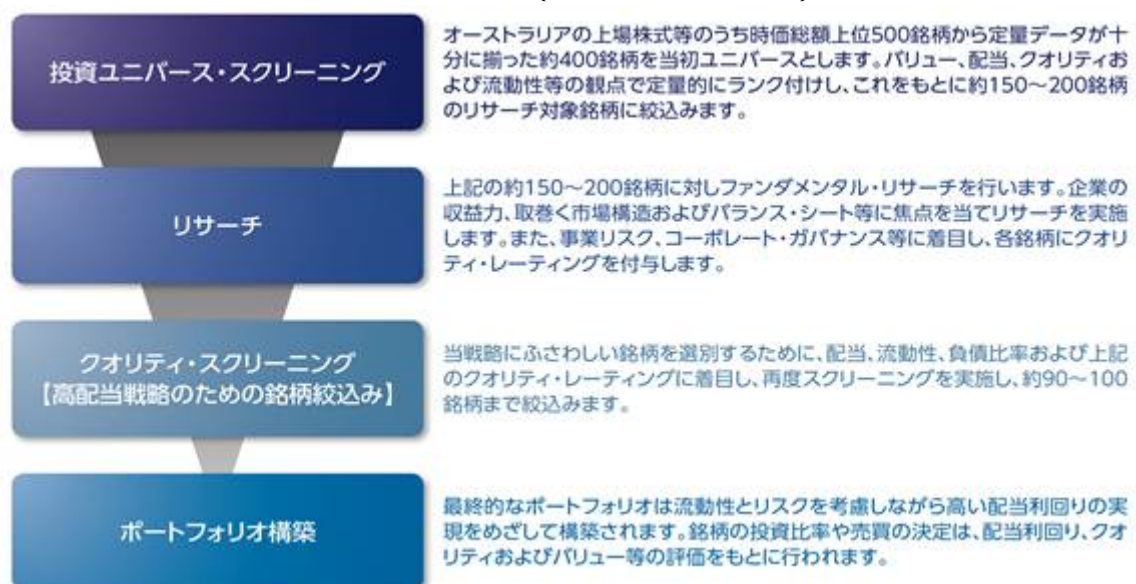 投資ユニバース・スクリーニング
オーストラリアの上場株式等のうち時価総額上位500銘柄から定量データが十
分に揃った約400銘柄を当初ユニバースとします。バリュー、配当、クオリティお
よび流動性等の観点で定量的にランク付けし、これをもとに約150～200銘柄
のリサーチ対象銘柄に絞込みます。
リサーチ
上記の約150～200銘柄に対しファンダメンタル・リサーチを行います。企業の
収益力、取巻く市場構造およびバランス・シート等に焦点を当てリサーチを実施
します。また、事業リスク、コーポレート・ガバナンス等に着目し、各銘柄にクオリ
ティ・レーティングを付与します。
クオリティ・スクリーニング
【高配当戦略のための銘柄絞込み】
当戦略にふさわしい銘柄を選別するために、配当、流動性、負債比率および上記
のクオリティ・レーティングに着目し、再度スクリーニングを実施し、約90～100
銘柄まで絞込みます。
ポートフォリオ構築
最終的なポートフォリオは流動性とリスクを考慮しながら高い配当利回りの実
現をめざして構築されます。銘柄の投資比率や売買の決定は、配当利回り、クオ
リティおよびバリュー等の評価をもとに行われます。